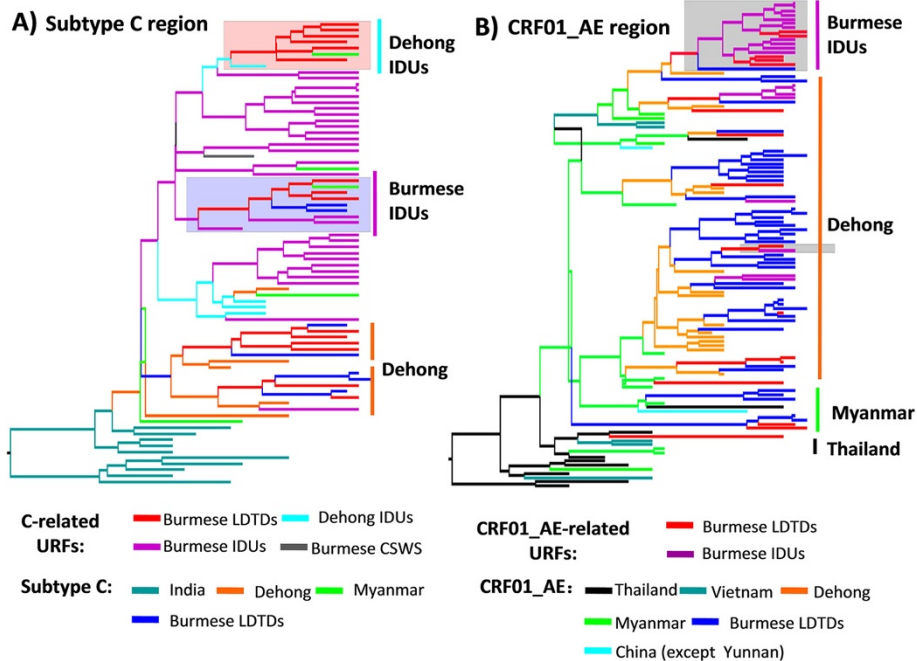 A) Subtype C region
Dehong
IDUs
Burmese
IDUs
Dehong
C-related
URFs:
Burmese LDTDs
Dehong IDUs
Burmese IDUs
Burmese CSWS
Subtype C:
India
Dehong
Myanmar
Burmese LDTDs
B) CRF01_AE region
Burmese
IDUs
Dehong
Myanmar
Thailand
CRF01_AE-related
URFs:
Burmese LDTDs
Burmese IDUs
CRF01_AE:
Thailand
Vietnam
Dehong
Myanmar
Burmese LDTDs
China (except Yunnan)